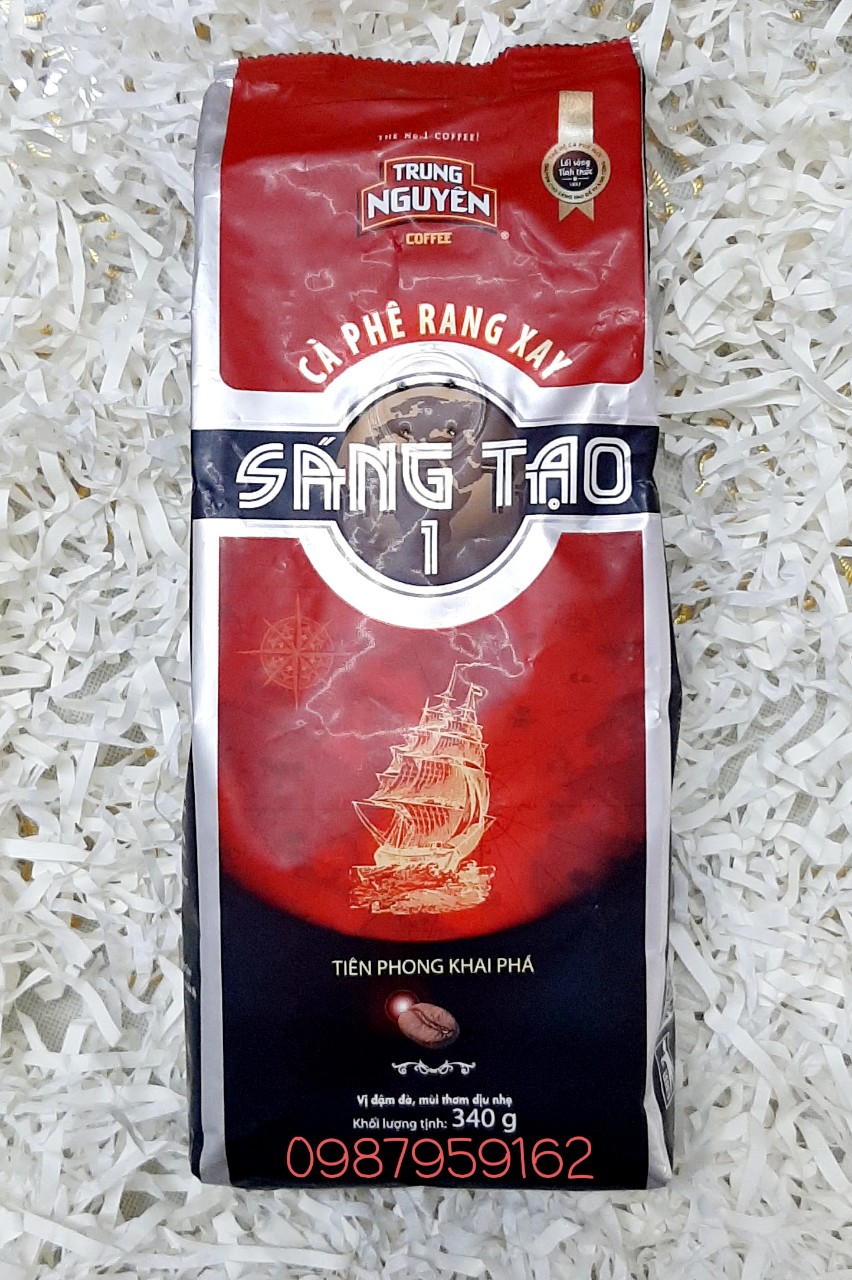 THE No.1 COFFEE!
TRUNG
NGUYÊN
COFFEE
®
Lối sống
Tỉnh thức
CÀ PHÊ RANG XAY
SÁNG TẠO
1
TIÊN PHONG KHAI PHÁ
Vị đậm đà, mùi thơm dịu nhẹ
Khối lượng tịnh: 340 g
0987959162